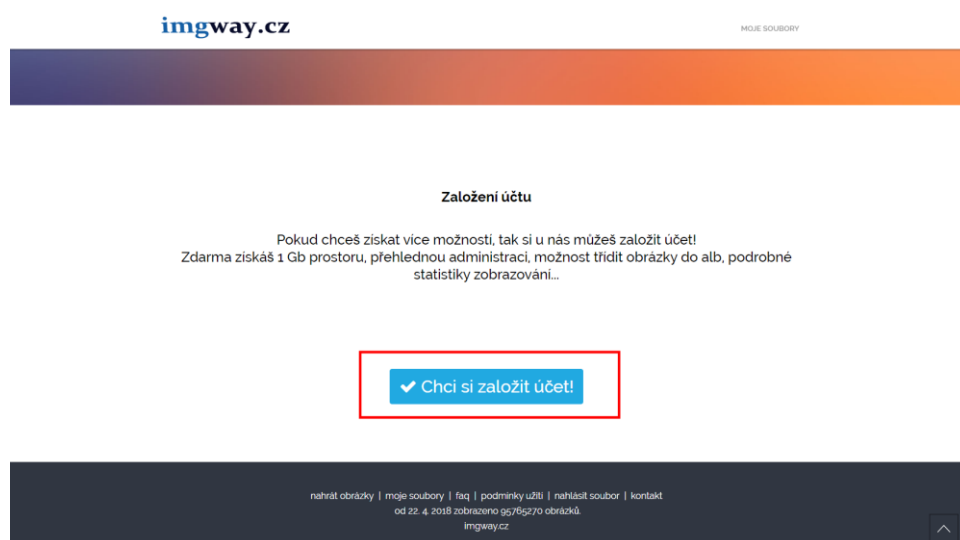 imgway.cz
MOJE SOUBORY
Založení účtu
Pokud chceš získat více možností, tak si u nás můžeš založit účet!
Zdarma získáš 1 Gb prostoru, přehlednou administraci, možnost třídit obrázky do alb, podrobné
statistiky zobrazování...
Chci si založit účet!
nahrát obrázky | moje soubory | faq | podmínky užití | nahlásit soubor | kontakt
od 22. 4. 2018 zobrazeno 95765270 obrázků.
imgway.cz